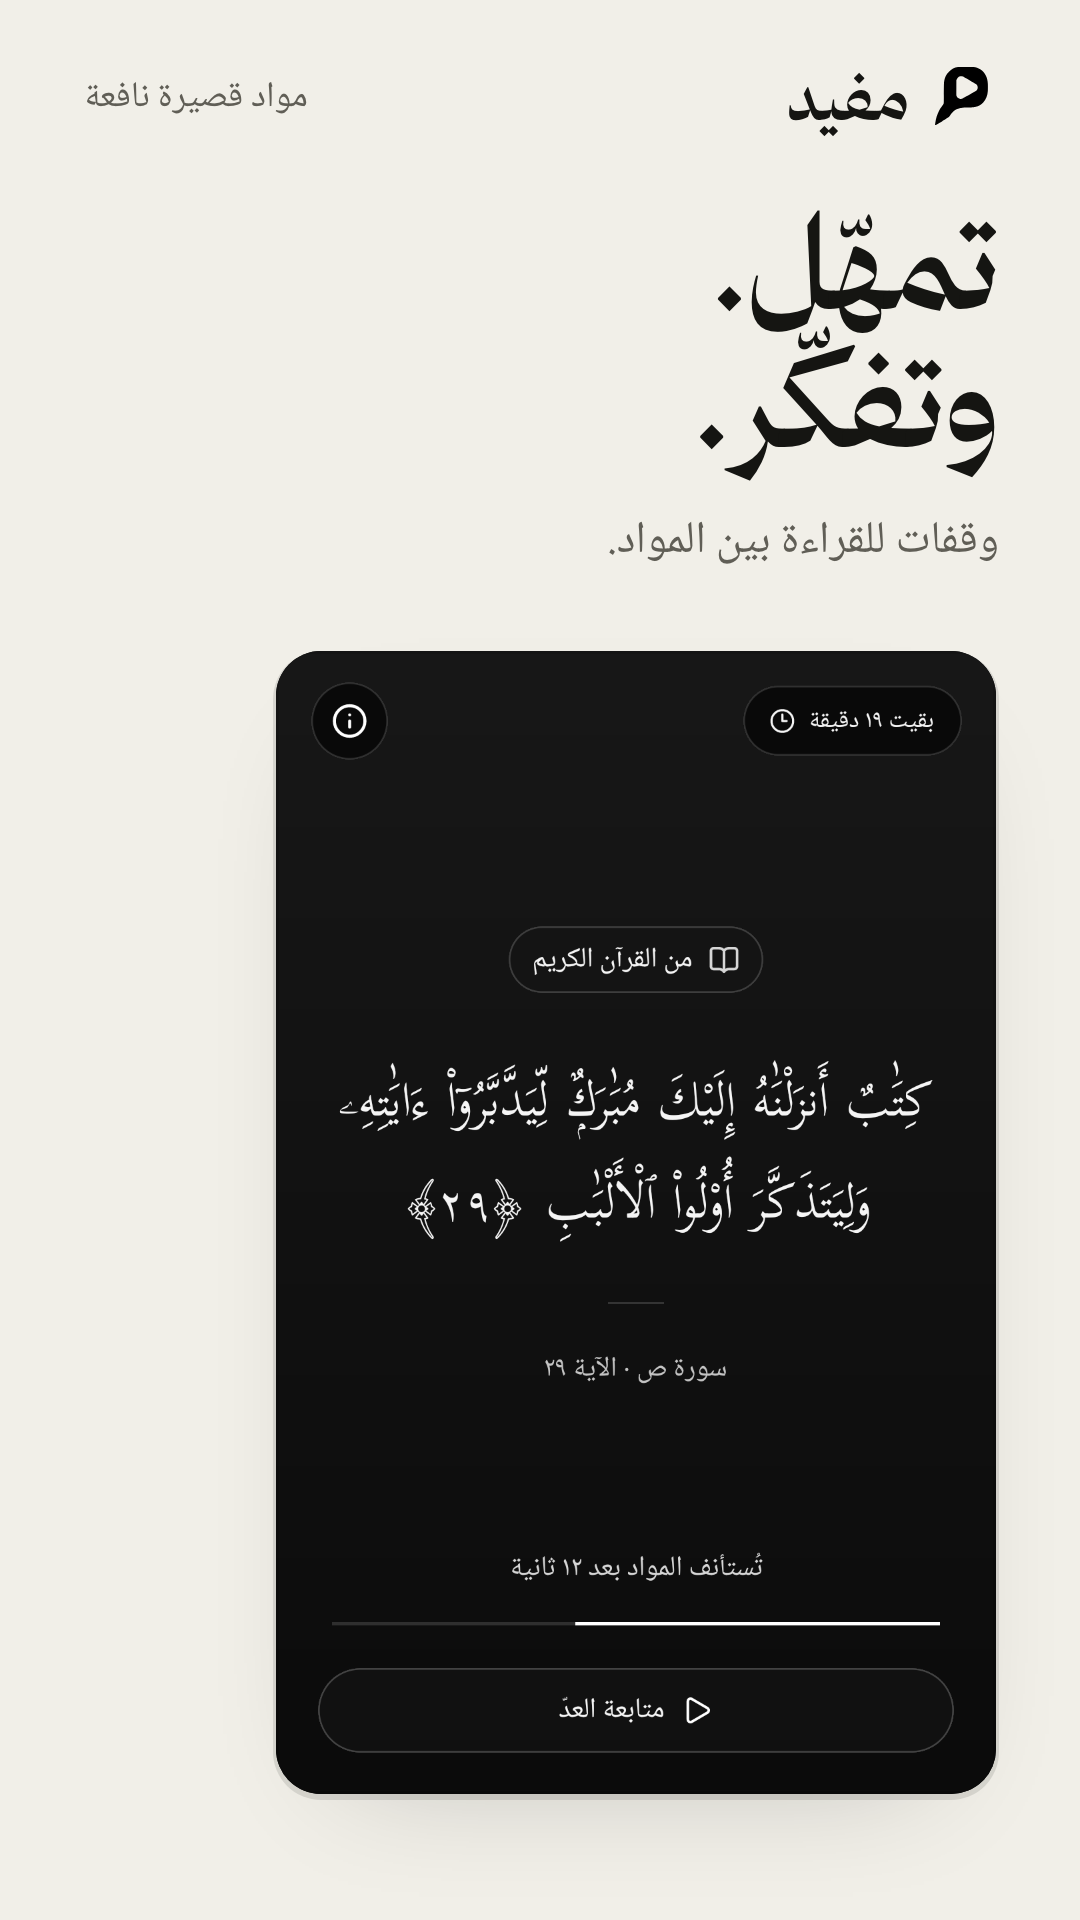 مفيد
مواد قصيرة نافعة
تمهّل.
وتفكّر.
وقفات للقراءة بين المواد.
بقيت ١٩ دقيقة
من القرآن الكريم
كِتَٰبٌ أَنزَلْنَٰهُ إِلَيْكَ مُبَٰرَكٌۭ لِّيَدَّبَّرُوٓا۟ ءَايَٰتِهِۦ
وَلِيَتَذَكَّرَ أُو۟لُوا۟ ٱلْأَلْبَٰبِ ﴿٢٩﴾
سورة ص · الآية ٢٩
تُستأنف المواد بعد ١٢ ثانية
متابعة العدّ